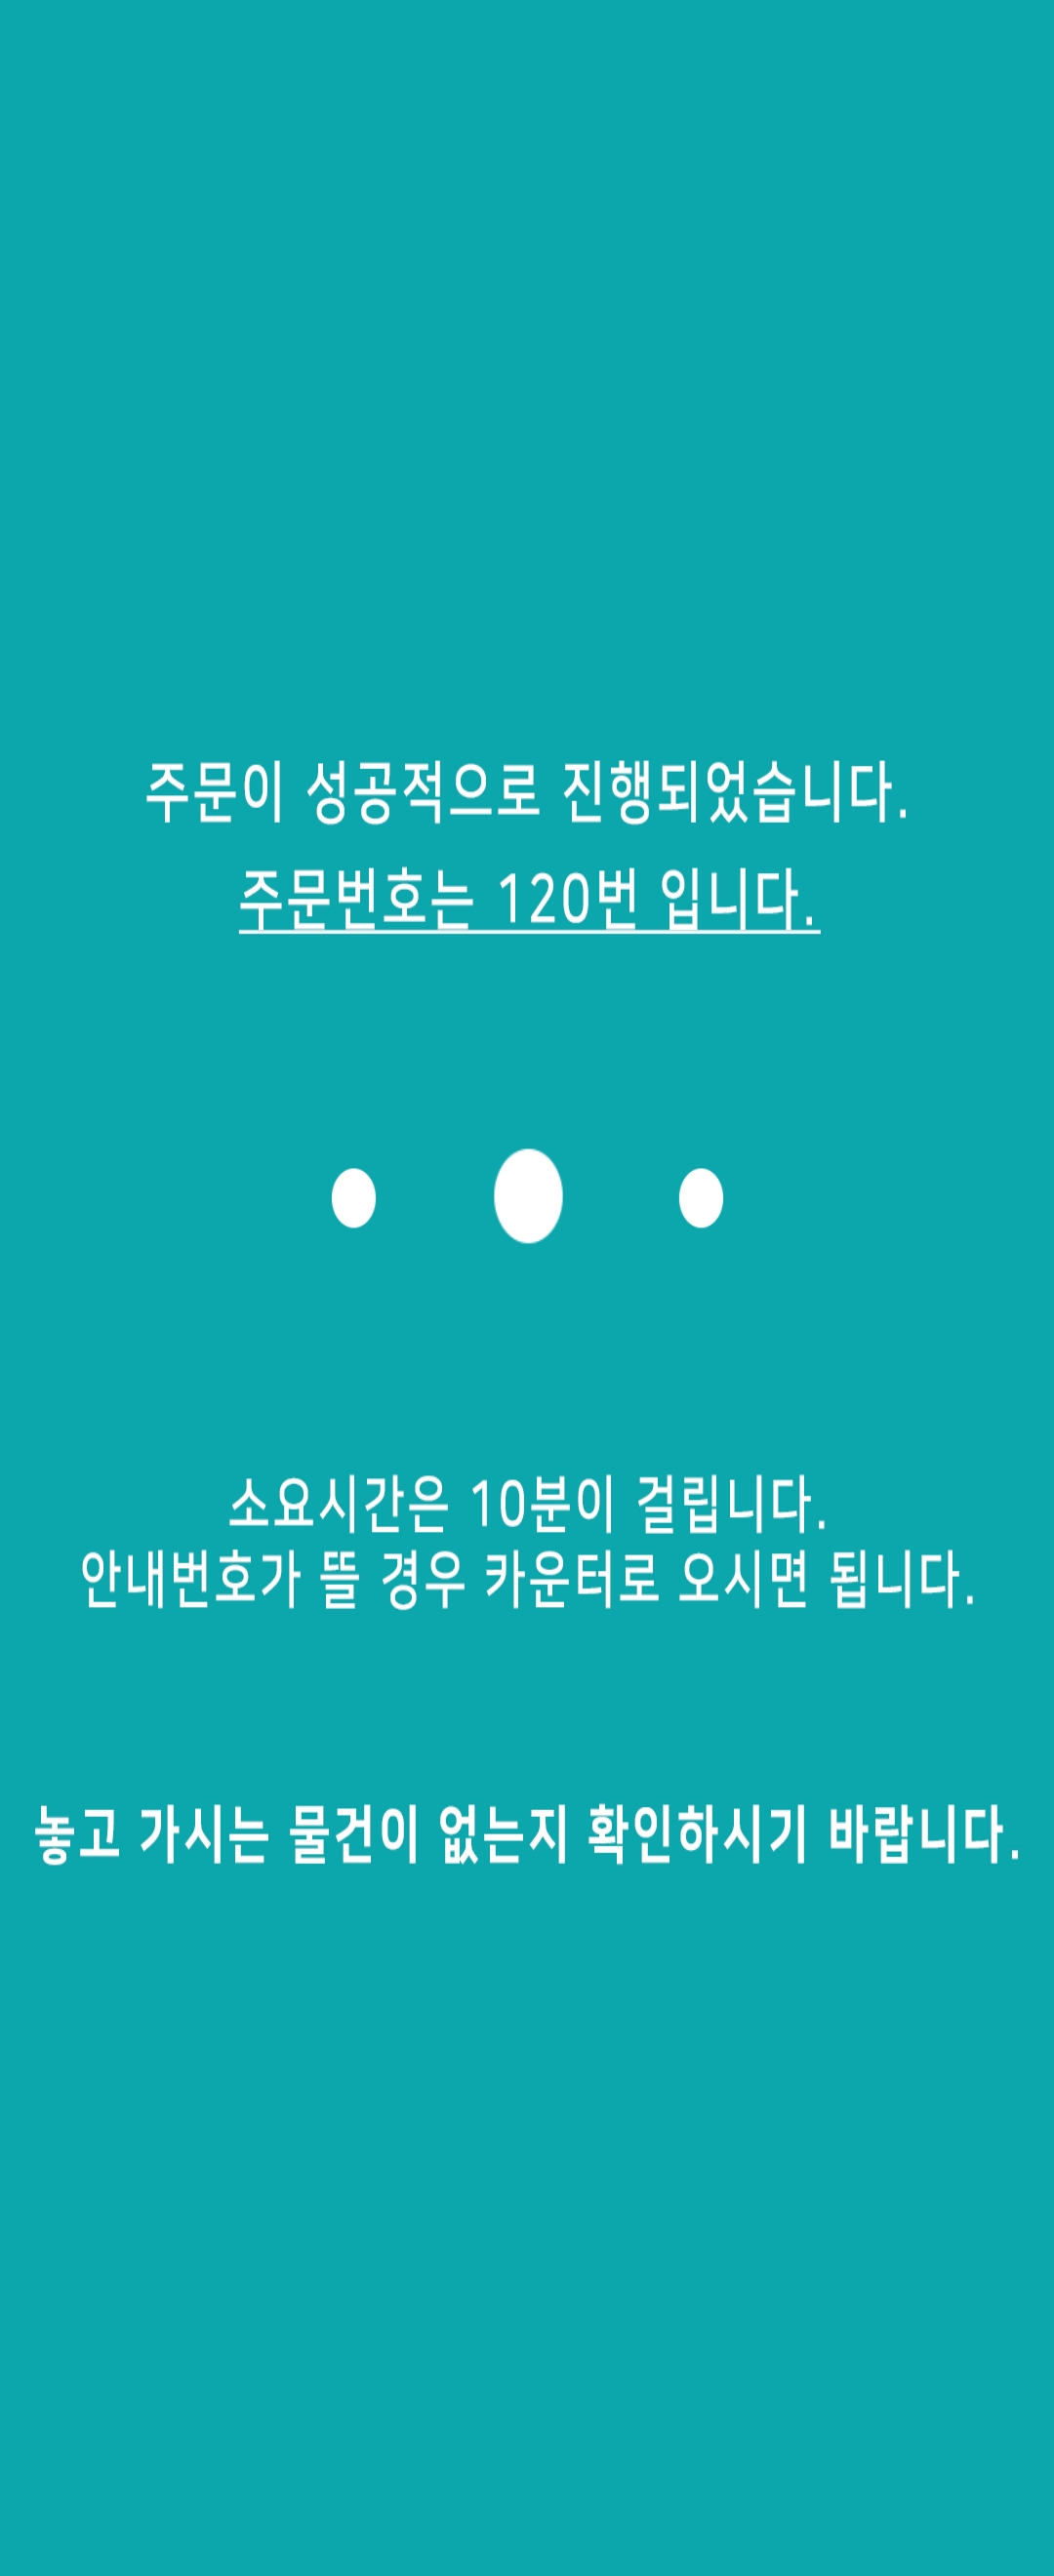 주문이 성공적으로 진행되었습니다.
주문번호는 120번 입니다.
소요시간은 10분이 걸립니다.
안내번호가 뜰 경우 카운터로 오시면 됩니다.
놓고 가시는 물건이 없는지 확인하시기 바랍니다.